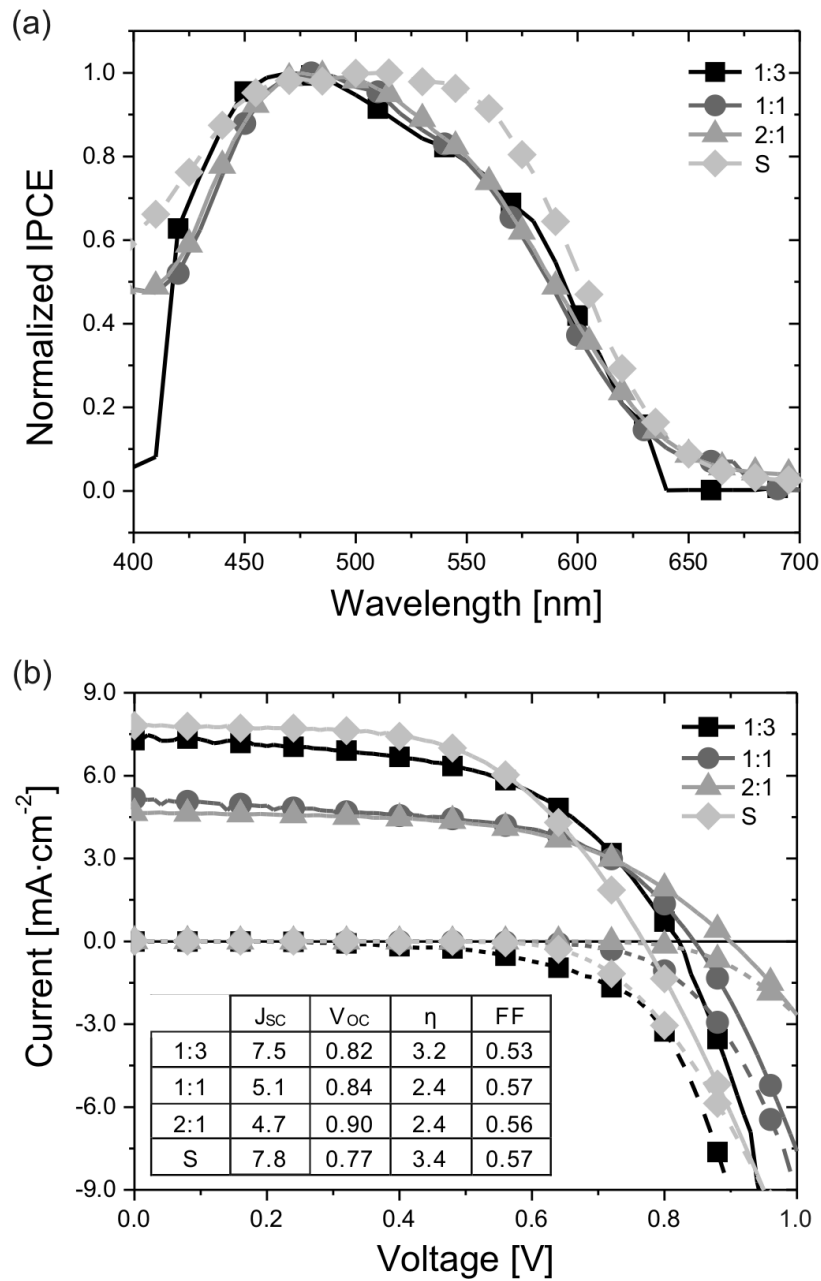 (a)
1.0
0.8
0.6
0.4
0.2
0.0
Normalized IPCE
1:3
1:1
2:1
S
400 450 500 550 600 650 700
Wavelength [nm]
(b)
9.0
6.0
3.0
0.0
-3.0
-6.0
-9.0
Current [mA·cm⁻²]
1:3
1:1
2:1
S
JSC VOC η FF
1:3 7.5 0.82 3.2 0.53
1:1 5.1 0.84 2.4 0.57
2:1 4.7 0.90 2.4 0.56
S 7.8 0.77 3.4 0.57
0.0 0.2 0.4 0.6 0.8 1.0
Voltage [V]